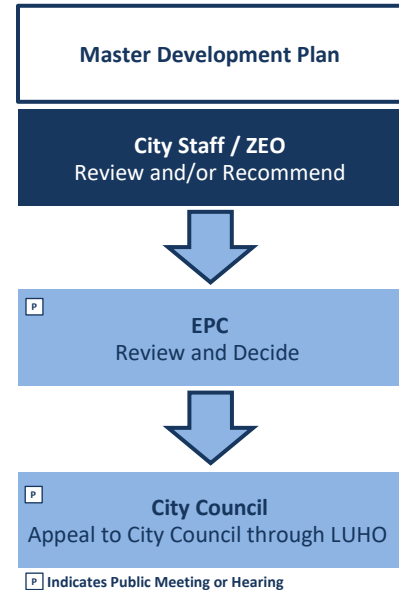 Master Development Plan
City Staff / ZEO
Review and/or Recommend
P
EPC
Review and Decide
P
City Council
Appeal to City Council through LUHO
P Indicates Public Meeting or Hearing